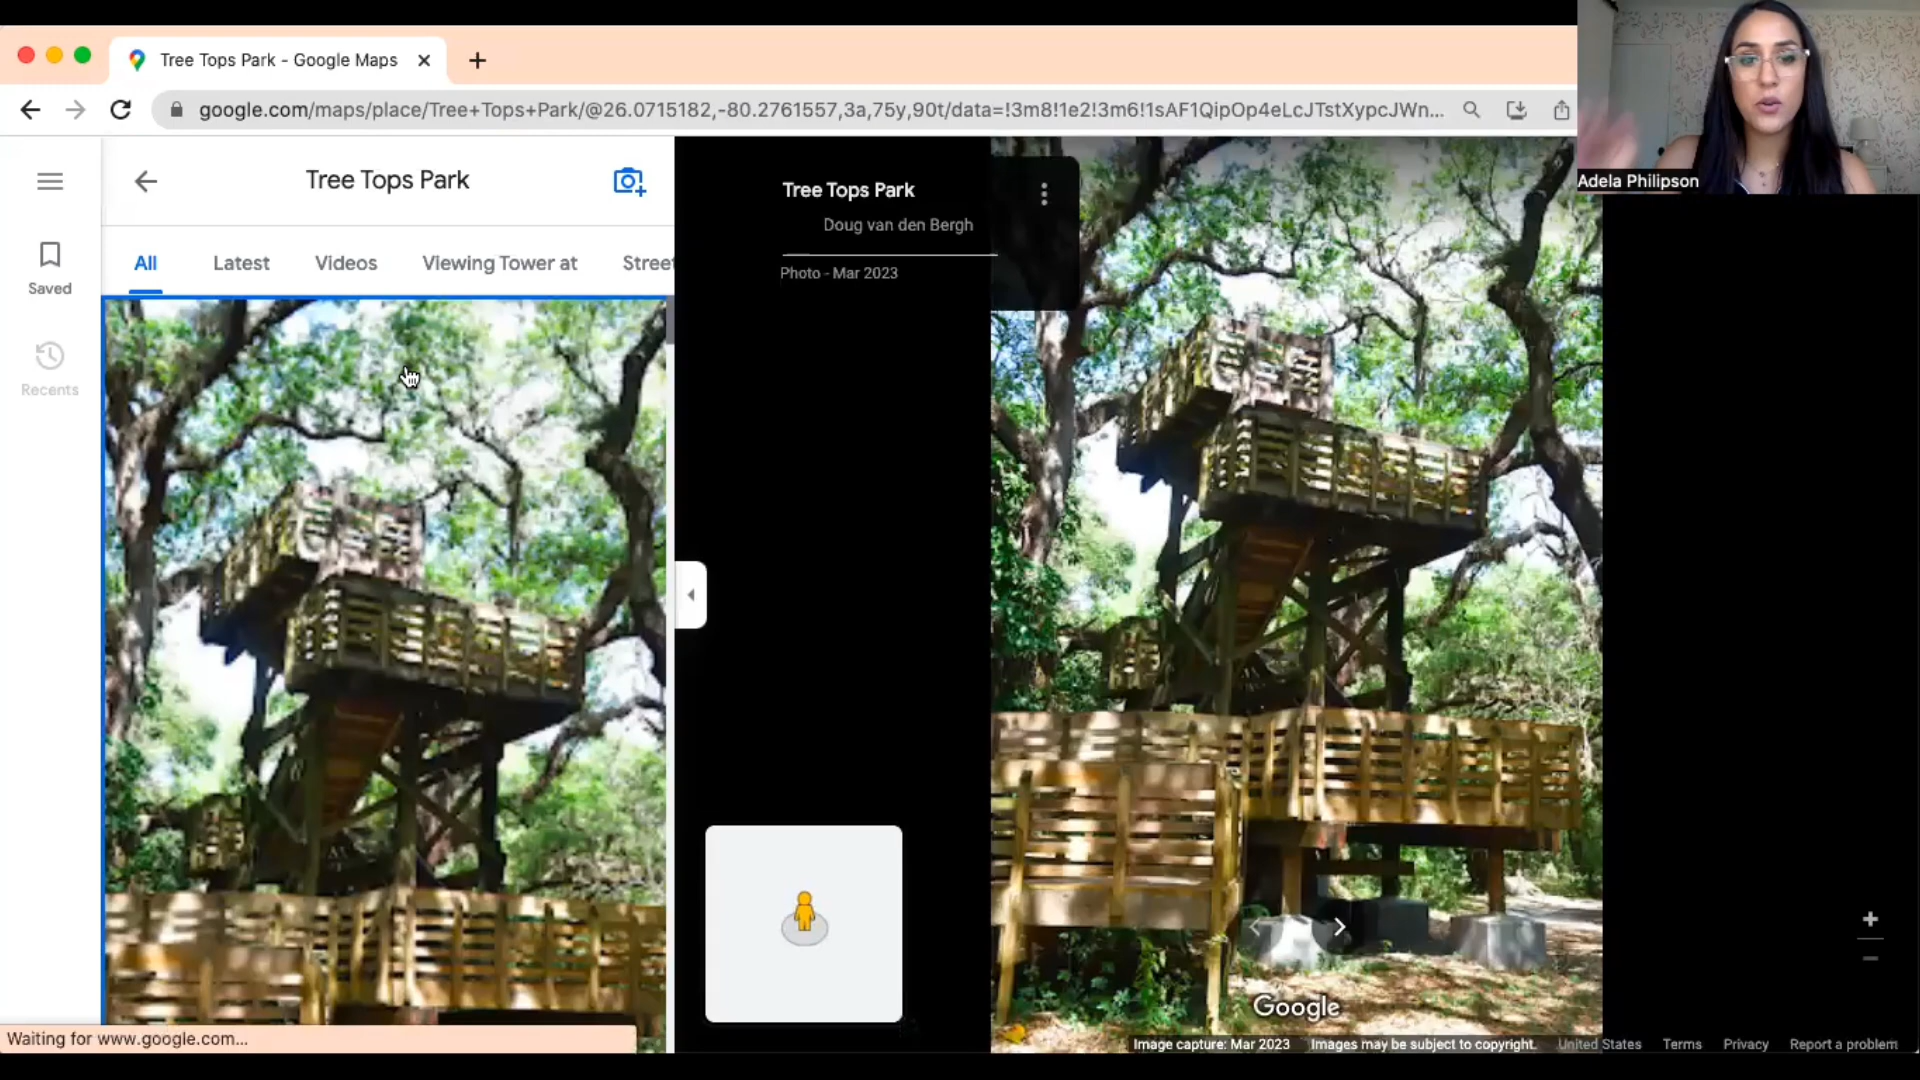 Tree Tops Park - Google Maps
google.com/maps/place/Tree+Tops+Park/@26.0715182,-80.2761557,3a,75y,90t/data=!3m8!1e2!3m6!1sAF1QipOp4eLcJTstXypcJWn...
Adela Philipson
Tree Tops Park
Saved
Recents
All Latest Videos Viewing Tower at Street
Tree Tops Park
Doug van den Bergh
Photo - Mar 2023
Google
Waiting for www.google.com...
Image capture: Mar 2023 Images may be subject to copyright. United States Terms Privacy Report a problem